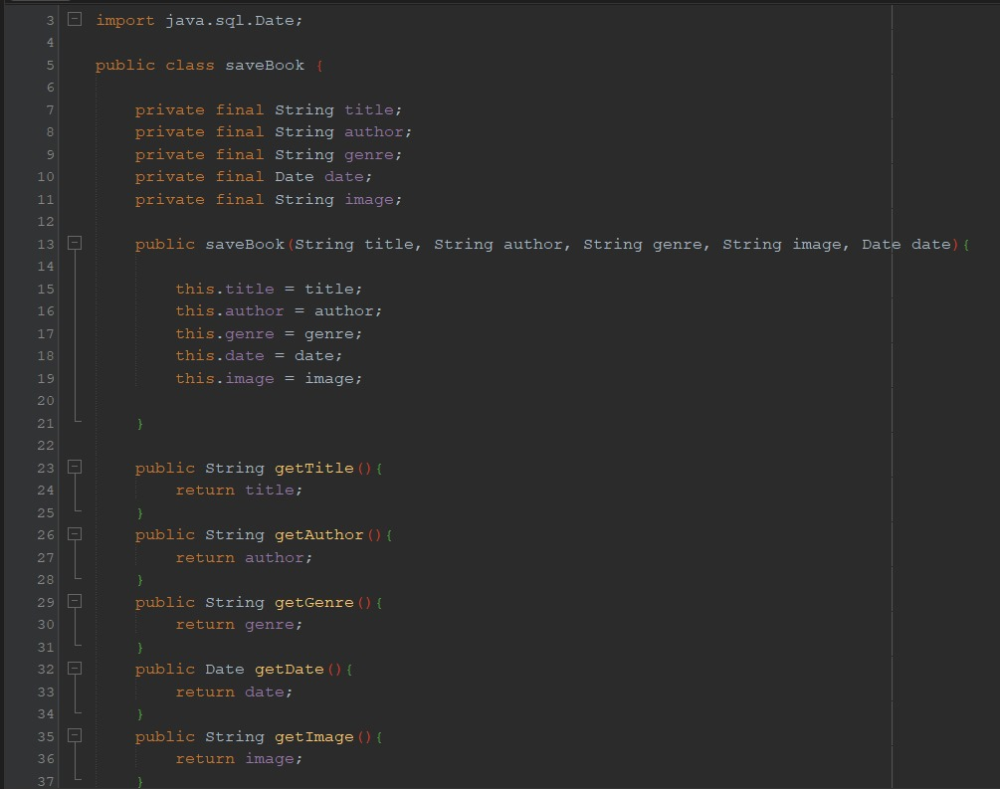 3 import java.sql.Date;
4
5 public class saveBook {
6
7 private final String title;
8 private final String author;
9 private final String genre;
10 private final Date date;
11 private final String image;
12
13 public saveBook(String title, String author, String genre, String image, Date date){
14
15 this.title = title;
16 this.author = author;
17 this.genre = genre;
18 this.date = date;
19 this.image = image;
20
21 }
22
23 public String getTitle(){
24 return title;
25 }
26 public String getAuthor(){
27 return author;
28 }
29 public String getGenre(){
30 return genre;
31 }
32 public Date getDate(){
33 return date;
34 }
35 public String getImage(){
36 return image;
37 }